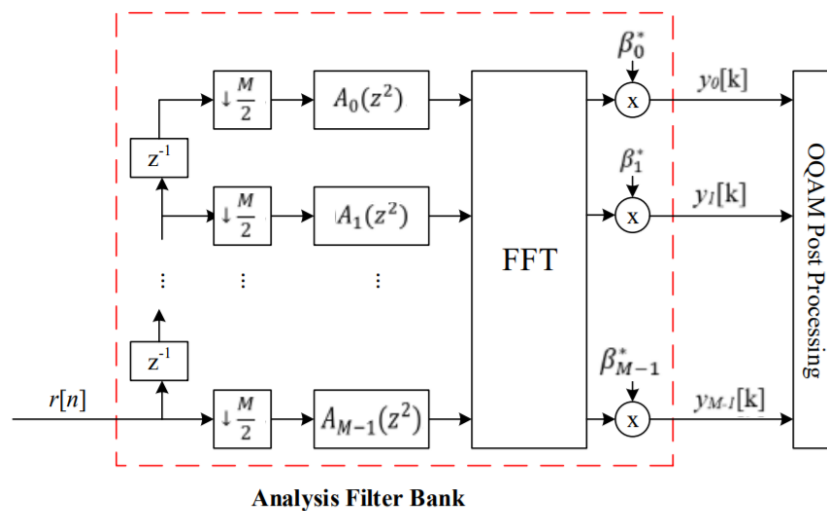 β₀*
↓ M/2
A₀(z²)
x
y₀[k]
z⁻¹
β₁*
↓ M/2
A₁(z²)
x
y₁[k]
FFT
OQAM Post Processing
⋮
⋮
⋮
z⁻¹
β*M−1
r[n]
↓ M/2
AM−1(z²)
x
yM-1[k]
Analysis Filter Bank